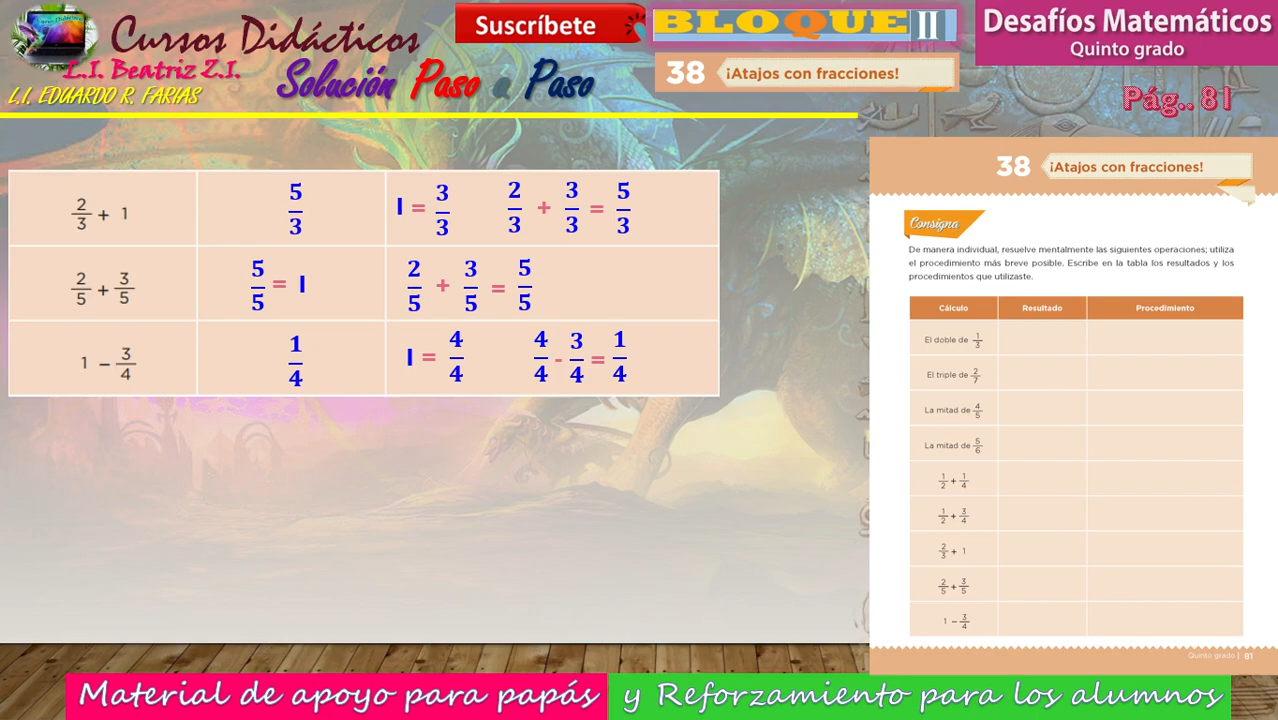 Cursos Didácticos
L.I. Beatriz Z.I.
L.I. EDUARDO R. FARIAS
Solución Paso a Paso
Suscríbete
BLOQUE II
38 ¡Atajos con fracciones!
Desafíos Matemáticos
Quinto grado
Pág.. 81
2/3 + 1 5/3 1 = 3/3 2/3 + 3/3 = 5/3
2/5 + 3/5 5/5 = 1 2/5 + 3/5 = 5/5
1 − 3/4 1/4 1 = 4/4 4/4 - 3/4 = 1/4
38 ¡Atajos con fracciones!
Consigna
De manera individual, resuelve mentalmente las siguientes operaciones; utiliza
el procedimiento más breve posible. Escribe en la tabla los resultados y los
procedimientos que utilizaste.
Cálculo Resultado Procedimiento
El doble de 1/3
El triple de 2/7
La mitad de 4/5
La mitad de 5/6
1/2 + 1/4
1/2 + 3/4
2/3 + 1
2/5 + 3/5
1 − 3/4
Quinto grado | 81
Material de apoyo para papás y Reforzamiento para los alumnos